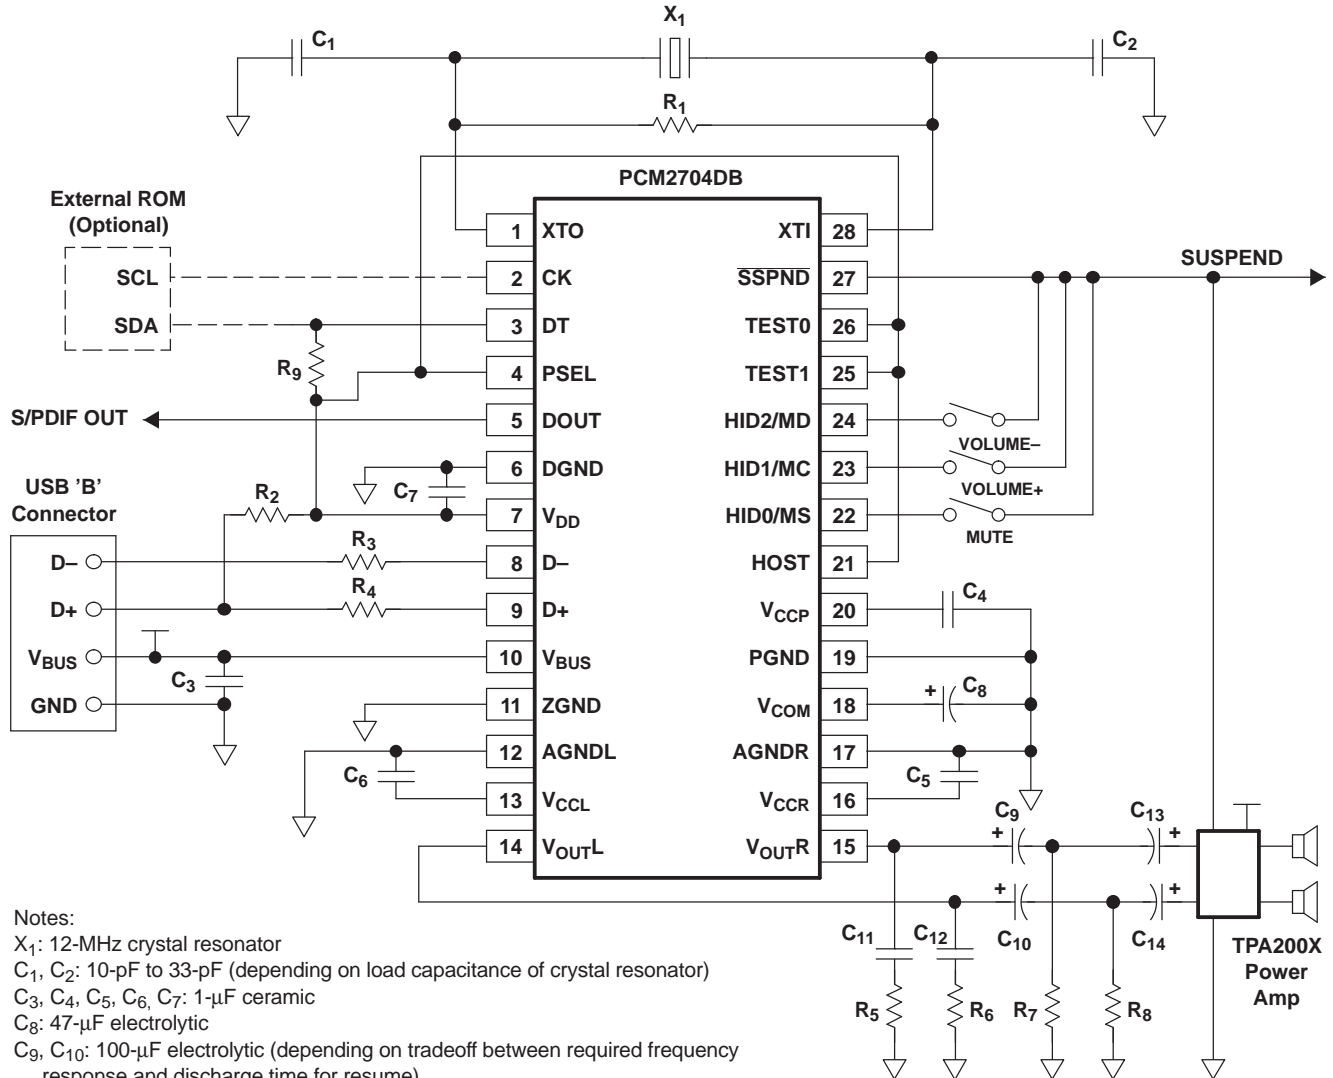 X1
C1
C2
R1
PCM2704DB
External ROM
(Optional)
SCL
SDA
R9
S/PDIF OUT
USB 'B'
Connector
D–
D+
VBUS
GND
R2
R3
R4
C3
C7
C6
1 XTO
2 CK
3 DT
4 PSEL
5 DOUT
6 DGND
7 VDD
8 D–
9 D+
10 VBUS
11 ZGND
12 AGNDL
13 VCCL
14 VOUTL
XTI 28
SSPND 27
TEST0 26
TEST1 25
HID2/MD 24
HID1/MC 23
HID0/MS 22
HOST 21
VCCP 20
PGND 19
VCOM 18
AGNDR 17
VCCR 16
VOUTR 15
SUSPEND
VOLUME–
VOLUME+
MUTE
C4
+ C8
C5
C9
+
C13
+
+
C10
+
C14
C11
C12
R5
R6
R7
R8
TPA200X
Power
Amp
Notes:
X1: 12-MHz crystal resonator
C1, C2: 10-pF to 33-pF (depending on load capacitance of crystal resonator)
C3, C4, C5, C6, C7: 1-μF ceramic
C8: 47-μF electrolytic
C9, C10: 100-μF electrolytic (depending on tradeoff between required frequency
response and discharge time for resume)